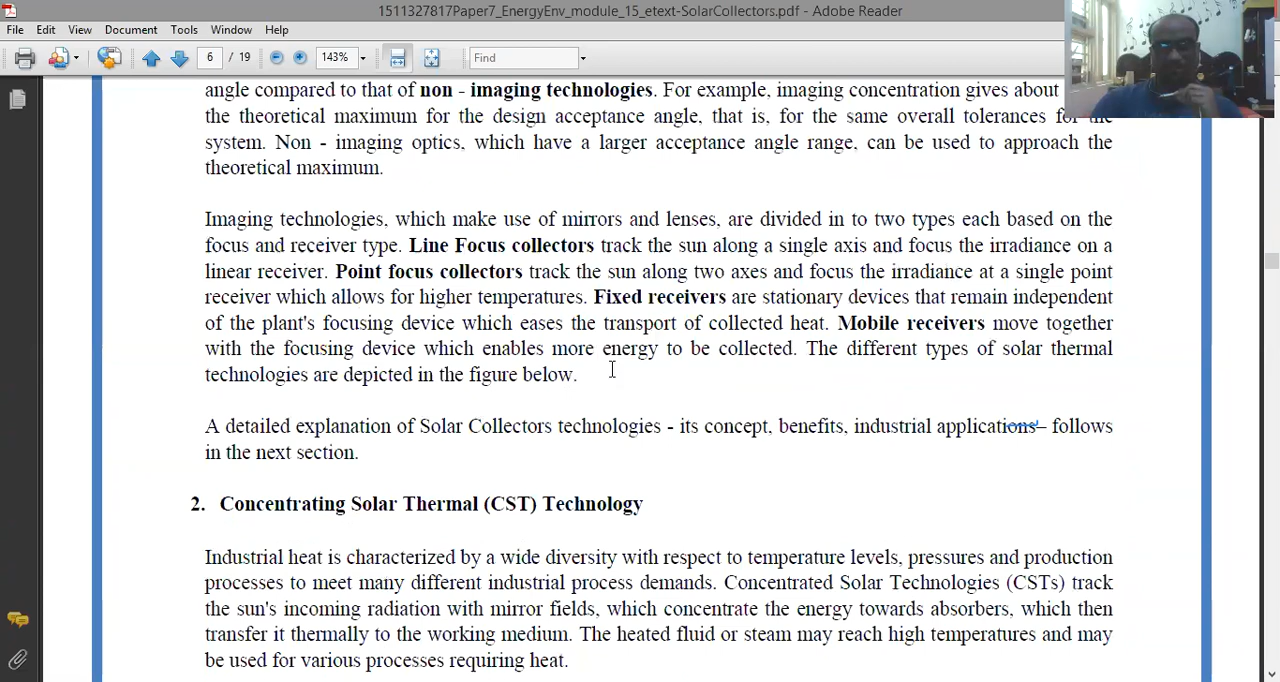 1511327817Paper7_EnergyEnv_module_15_etext-SolarCollectors.pdf - Adobe Reader
File Edit View Document Tools Window Help
6 / 19 143% Find
angle compared to that of non - imaging technologies. For example, imaging concentration gives about
the theoretical maximum for the design acceptance angle, that is, for the same overall tolerances for the
system. Non - imaging optics, which have a larger acceptance angle range, can be used to approach the
theoretical maximum.
Imaging technologies, which make use of mirrors and lenses, are divided in to two types each based on the
focus and receiver type. Line Focus collectors track the sun along a single axis and focus the irradiance on a
linear receiver. Point focus collectors track the sun along two axes and focus the irradiance at a single point
receiver which allows for higher temperatures. Fixed receivers are stationary devices that remain independent
of the plant's focusing device which eases the transport of collected heat. Mobile receivers move together
with the focusing device which enables more energy to be collected. The different types of solar thermal
technologies are depicted in the figure below.
A detailed explanation of Solar Collectors technologies - its concept, benefits, industrial applications– follows
in the next section.
2. Concentrating Solar Thermal (CST) Technology
Industrial heat is characterized by a wide diversity with respect to temperature levels, pressures and production
processes to meet many different industrial process demands. Concentrated Solar Technologies (CSTs) track
the sun's incoming radiation with mirror fields, which concentrate the energy towards absorbers, which then
transfer it thermally to the working medium. The heated fluid or steam may reach high temperatures and may
be used for various processes requiring heat.